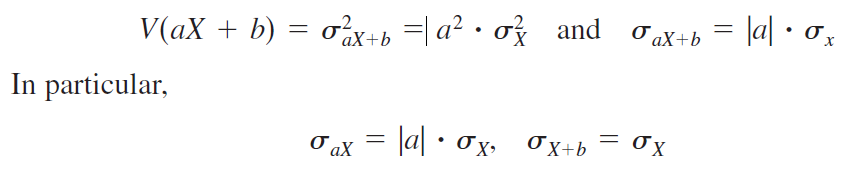 V(aX + b) = σ²_{aX+b} =| a² · σ²_X and σ_{aX+b} = |a| · σ_x
In particular,
σ_{aX} = |a| · σ_X, σ_{X+b} = σ_X